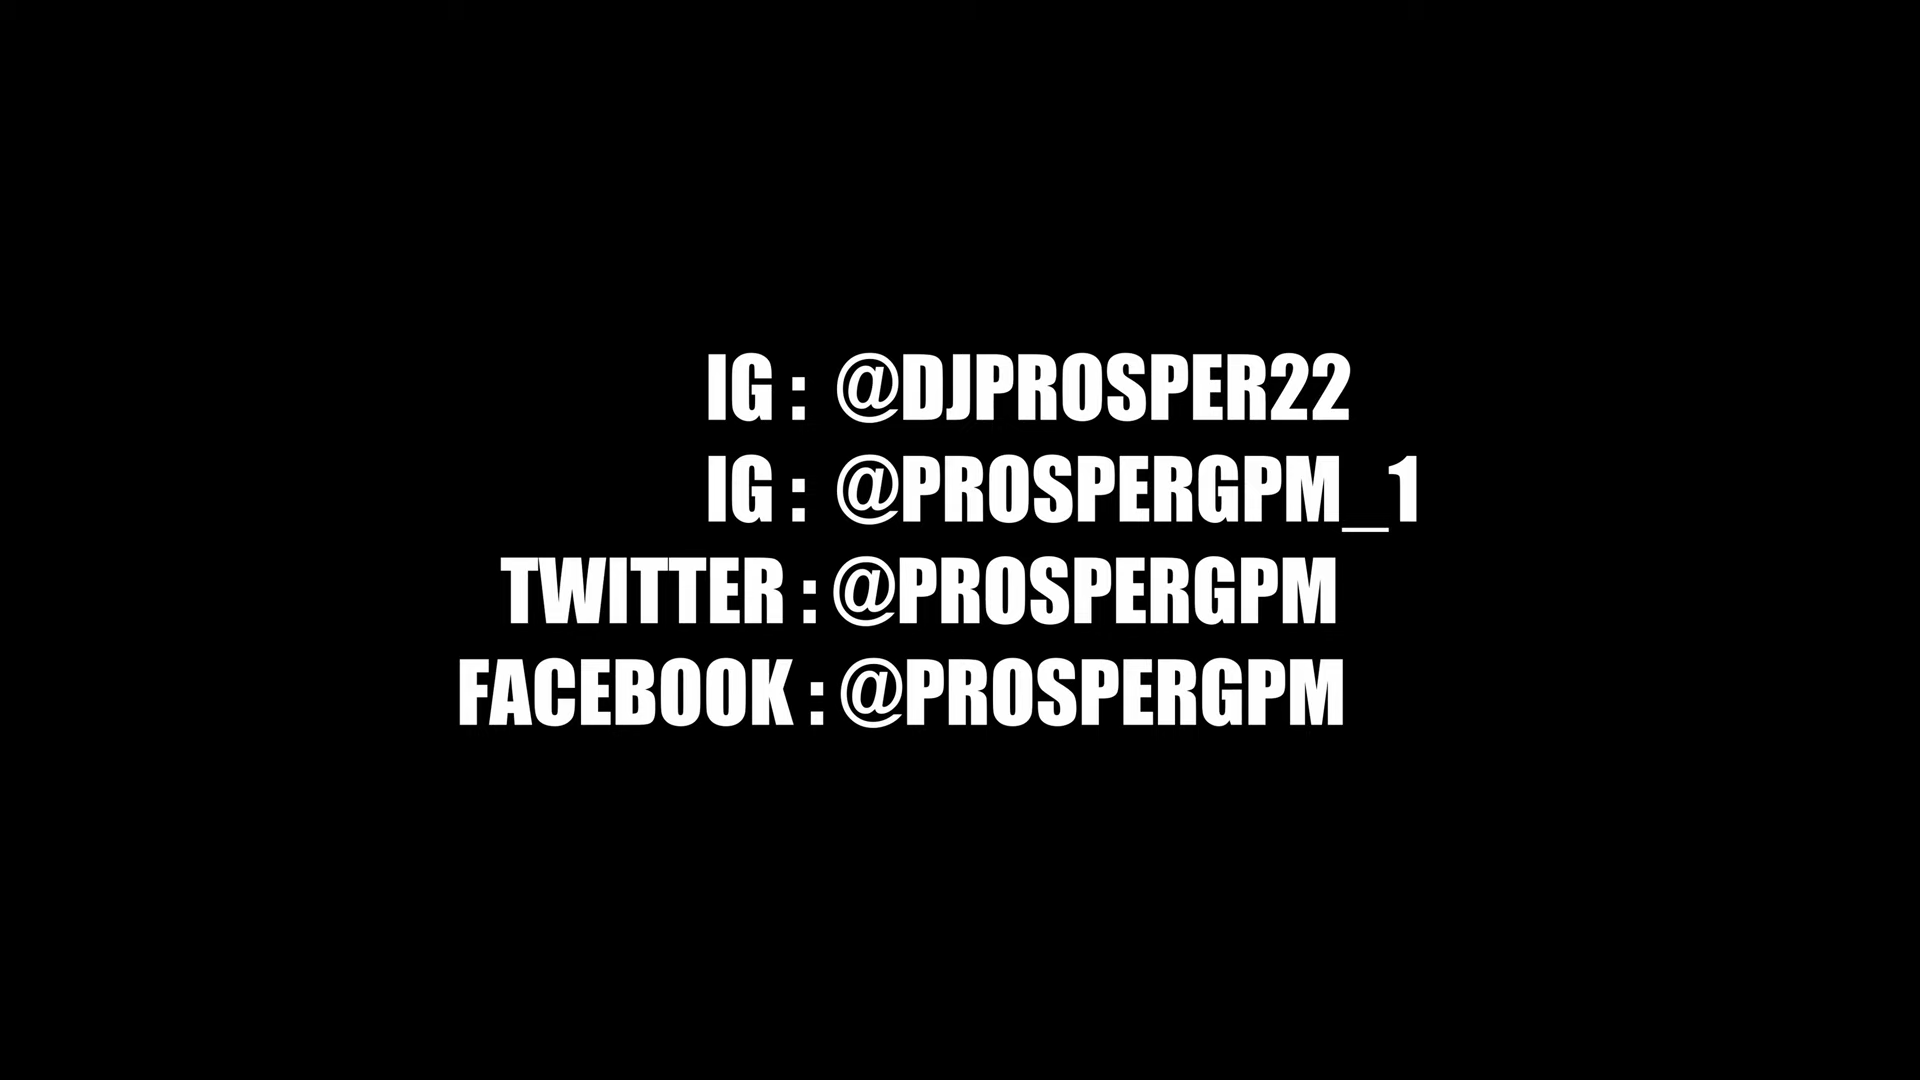 IG : @DJPROSPER22
IG : @PROSPERGPM_1
TWITTER : @PROSPERGPM
FACEBOOK : @PROSPERGPM